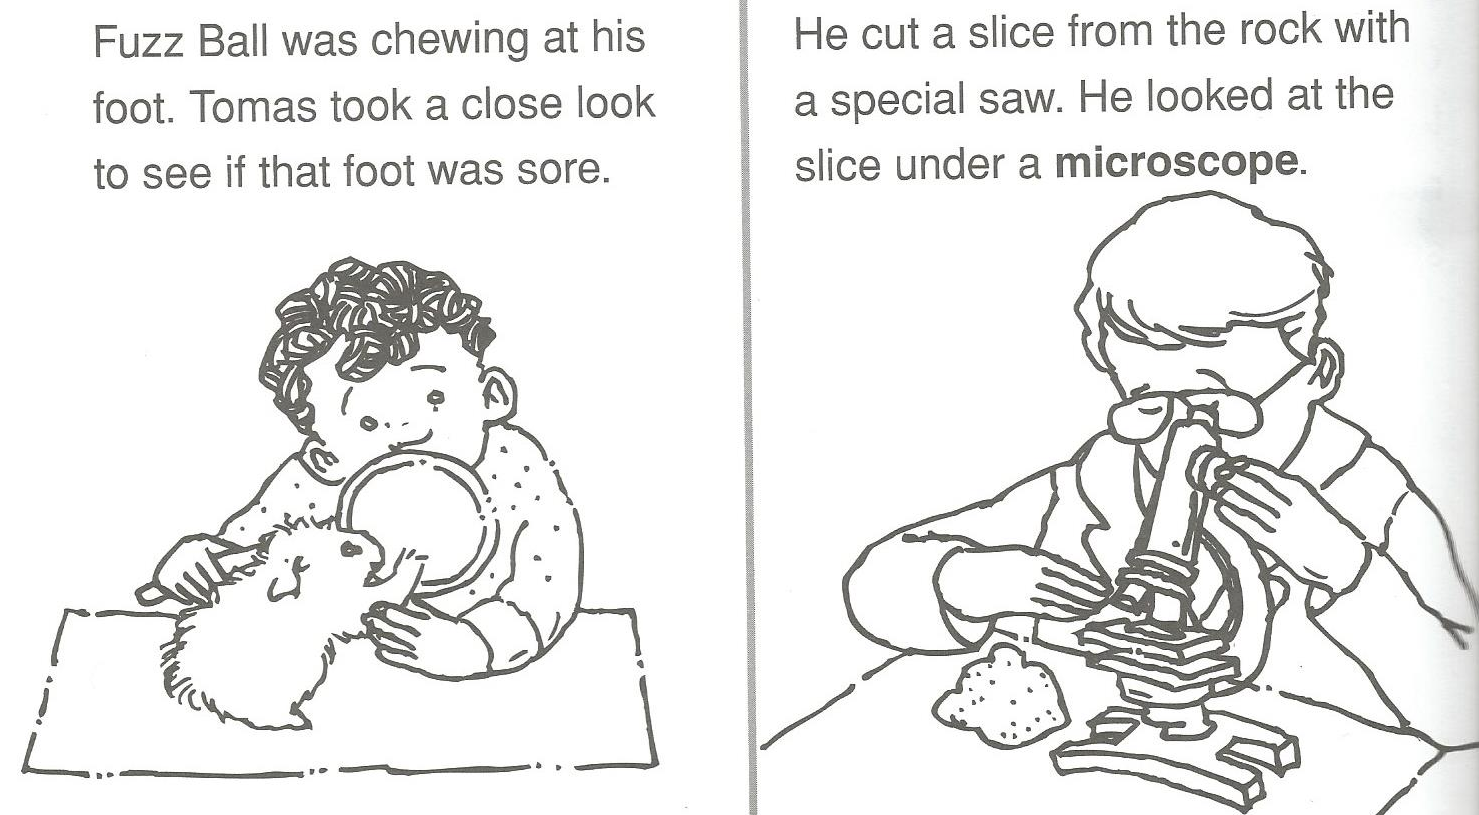 Fuzz Ball was chewing at his
foot. Tomas took a close look
to see if that foot was sore.
He cut a slice from the rock with
a special saw. He looked at the
slice under a microscope.